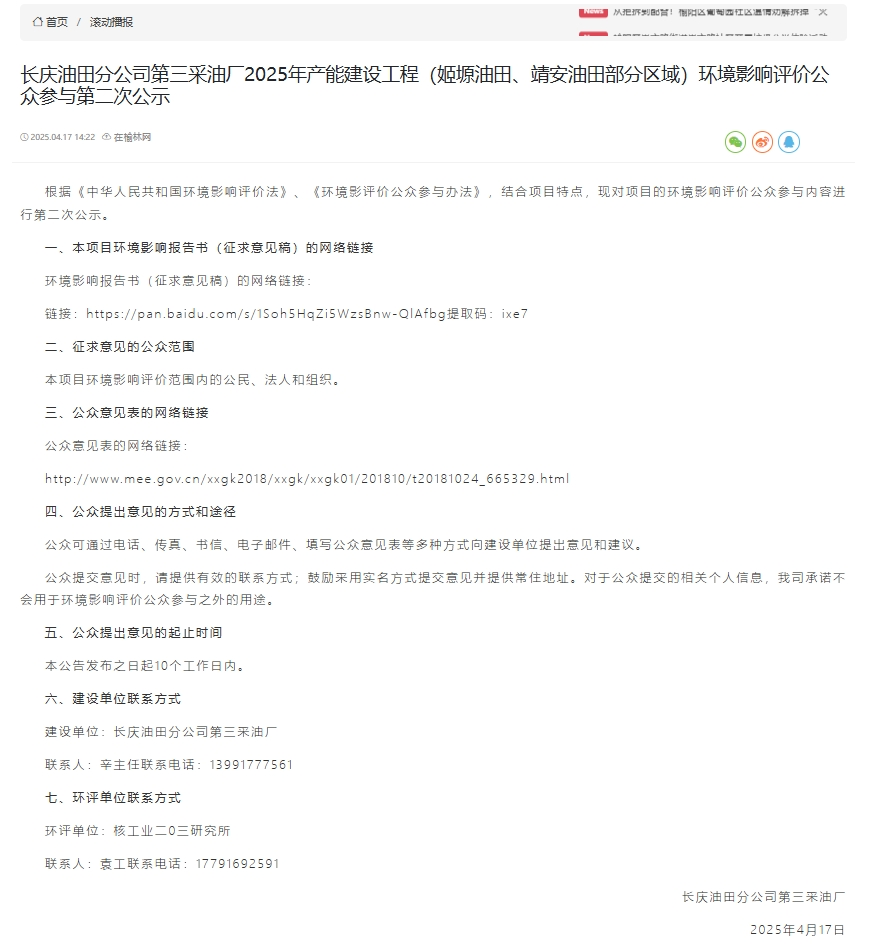 首页 / 滚动播报
长庆油田分公司第三采油厂2025年产能建设工程（姬塬油田、靖安油田部分区域）环境影响评价公
众参与第二次公示
2025.04.17 14:22 在榆林网
根据《中华人民共和国环境影响评价法》、《环境影评价公众参与办法》，结合项目特点，现对项目的环境影响评价公众参与内容进
行第二次公示。
一、本项目环境影响报告书（征求意见稿）的网络链接
环境影响报告书（征求意见稿）的网络链接：
链接：https://pan.baidu.com/s/1Soh5HqZi5WzsBnw-QlAfbg提取码：ixe7
二、征求意见的公众范围
本项目环境影响评价范围内的公民、法人和组织。
三、公众意见表的网络链接
公众意见表的网络链接：
http://www.mee.gov.cn/xxgk2018/xxgk/xxgk01/201810/t20181024_665329.html
四、公众提出意见的方式和途径
公众可通过电话、传真、书信、电子邮件、填写公众意见表等多种方式向建设单位提出意见和建议。
公众提交意见时，请提供有效的联系方式；鼓励采用实名方式提交意见并提供常住地址。对于公众提交的相关个人信息，我司承诺不
会用于环境影响评价公众参与之外的用途。
五、公众提出意见的起止时间
本公告发布之日起10个工作日内。
六、建设单位联系方式
建设单位：长庆油田分公司第三采油厂
联系人：辛主任联系电话：13991777561
七、环评单位联系方式
环评单位：核工业二0三研究所
联系人：袁工联系电话：17791692591
长庆油田分公司第三采油厂
2025年4月17日